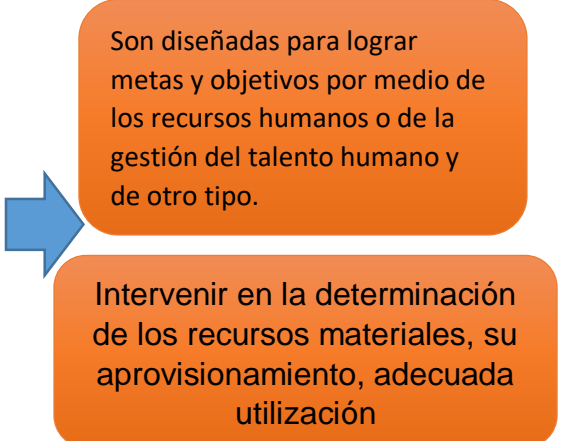 Son diseñadas para lograr
metas y objetivos por medio de
los recursos humanos o de la
gestión del talento humano y
de otro tipo.
Intervenir en la determinación
de los recursos materiales, su
aprovisionamiento, adecuada
utilización